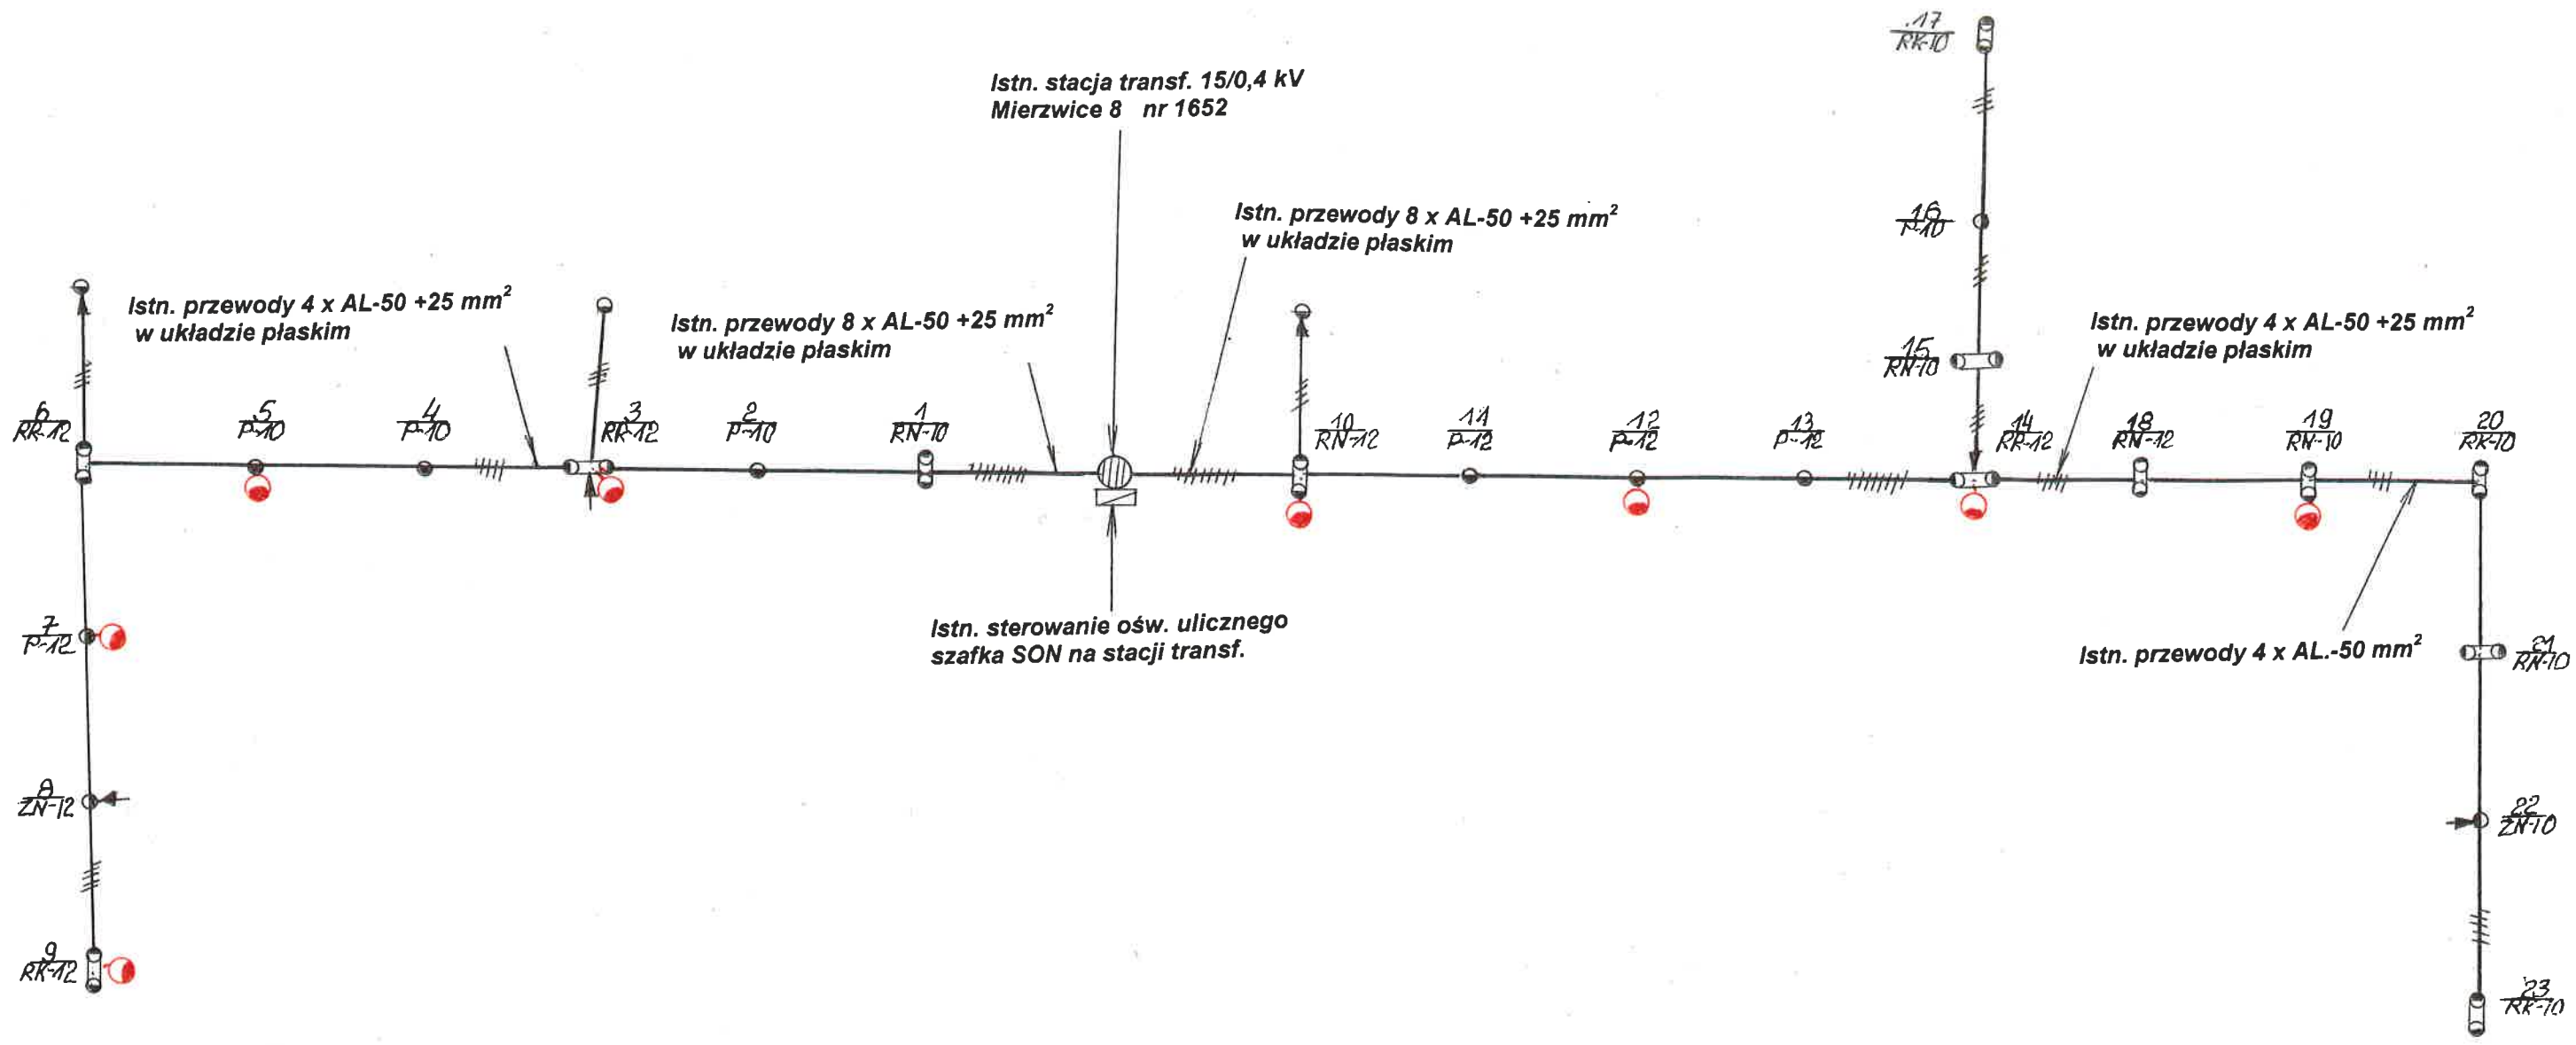 .17
RK-10
Istn. stacja transf. 15/0,4 kV
Mierzwice 8 nr 1652
Istn. przewody 8 x AL-50 +25 mm²
w układzie płaskim
16
P-10
Istn. przewody 4 x AL-50 +25 mm²
w układzie płaskim
Istn. przewody 8 x AL-50 +25 mm²
w układzie płaskim
Istn. przewody 4 x AL-50 +25 mm²
w układzie płaskim
15
RN-10
6
RR-12
5
P-10
4
P-10
3
RR-12
2
P-10
1
RN-10
10
RN-12
11
P-12
12
P-12
13
P-12
14
RR-12
18
RN-12
19
RN-10
20
RK-10
7
P-12
Istn. sterowanie ośw. ulicznego
szafka SON na stacji transf.
Istn. przewody 4 x AL.-50 mm²
21
RN-10
8
ZN-12
22
ZN-10
9
RK-12
23
RK-10